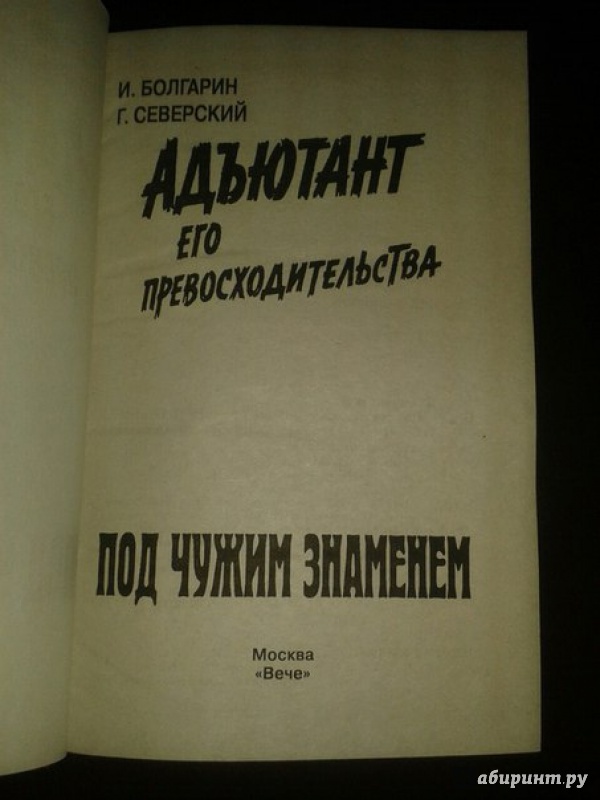 И. БОЛГАРИН
Г. СЕВЕРСКИЙ
АДЪЮТАНТ
ЕГО
ПРЕВОСХОДИТЕЛЬСТВА
ПОД ЧУЖИМ ЗНАМЕНЕМ
Москва
«Вече»
абиринт.ру